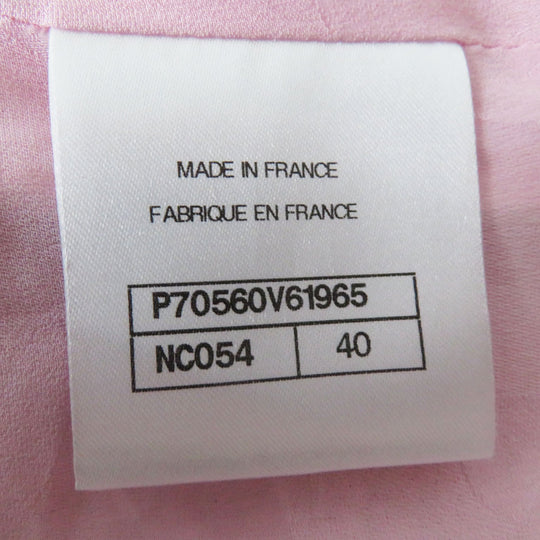 MADE IN FRANCE
FABRIQUE EN FRANCE
P70560V61965
NC054 40